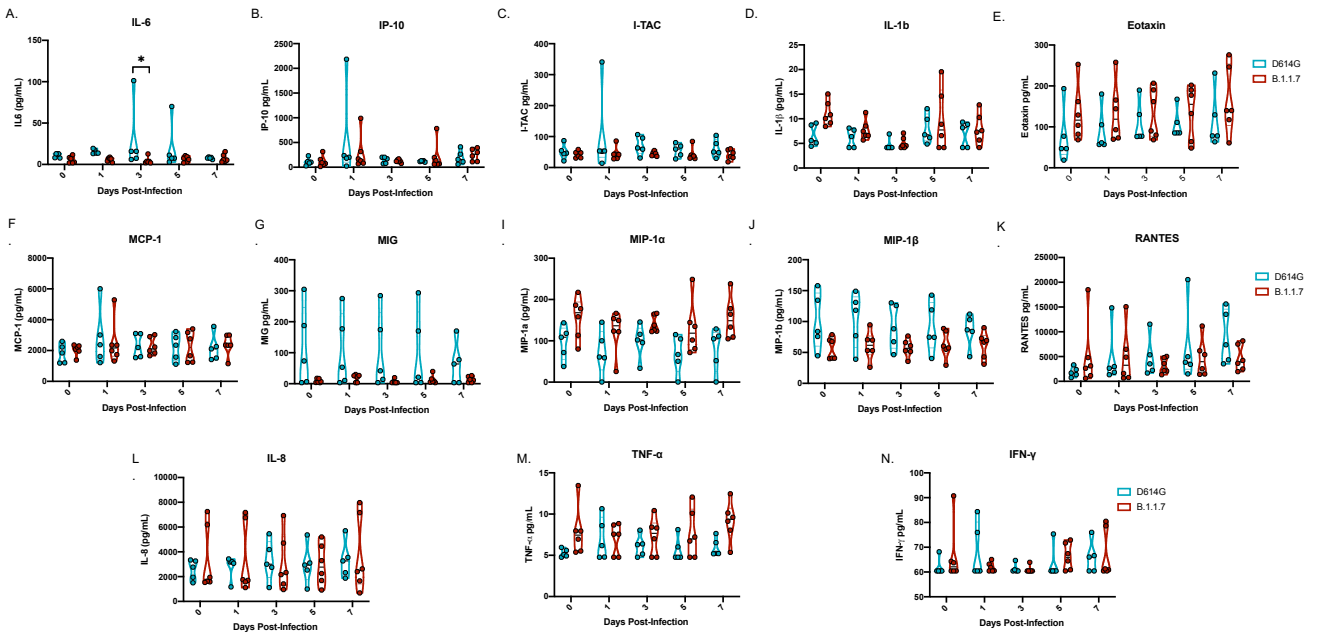 A.
IL-6
IL6 (pg/mL)
150
100
50
0
*
0 1 3 5 7
Days Post-Infection
B.
IP-10
IP-10 pg/mL
2500
2000
1500
1000
500
0
0 1 3 5 7
Days Post-Infection
C.
I-TAC
I-TAC pg/mL
400
300
200
100
0
0 1 3 5 7
Days Post-Infection
D.
IL-1b
IL-1β (pg/mL)
25
20
15
10
5
0
0 1 3 5 7
Days Post-Infection
E.
Eotaxin
Eotaxin pg/mL
300
200
100
0
0 1 3 5 7
Days Post-Infection
D614G
B.1.1.7
F
.
MCP-1
MCP-1 (pg/mL)
8000
6000
4000
2000
0
0 1 3 5 7
Days Post-Infection
G
.
MIG
MIG pg/mL
400
300
200
100
0
0 1 3 5 7
Days Post-Infection
I
.
MIP-1α
MIP-1a (pg/mL)
300
200
100
0
0 1 3 5 7
Days Post-Infection
J
.
MIP-1β
MIP-1b (pg/mL)
200
150
100
50
0
0 1 3 5 7
Days Post-Infection
K
.
RANTES
RANTES pg/mL
25000
20000
15000
10000
5000
0
0 1 3 5 7
Days Post-Infection
D614G
B.1.1.7
L
.
IL-8
IL-8 (pg/mL)
10000
8000
6000
4000
2000
0
0 1 3 5 7
Days Post-Infection
M.
TNF-α
TNF-α pg/mL
15
10
5
0
0 1 3 5 7
Days Post-Infection
N.
IFN-γ
IFN-γ pg/mL)
100
90
80
70
60
50
0 1 3 5 7
Days Post-Infection
D614G
B.1.1.7